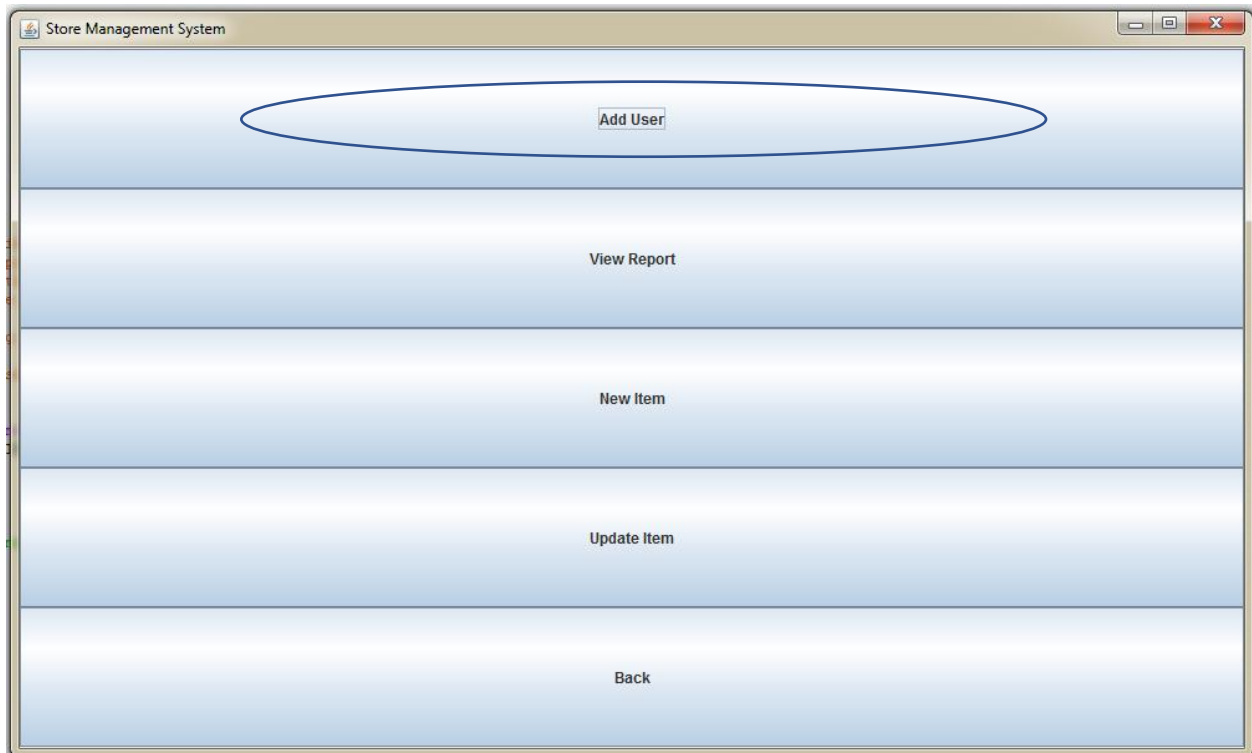 Store Management System
Add User
View Report
New Item
Update Item
Back